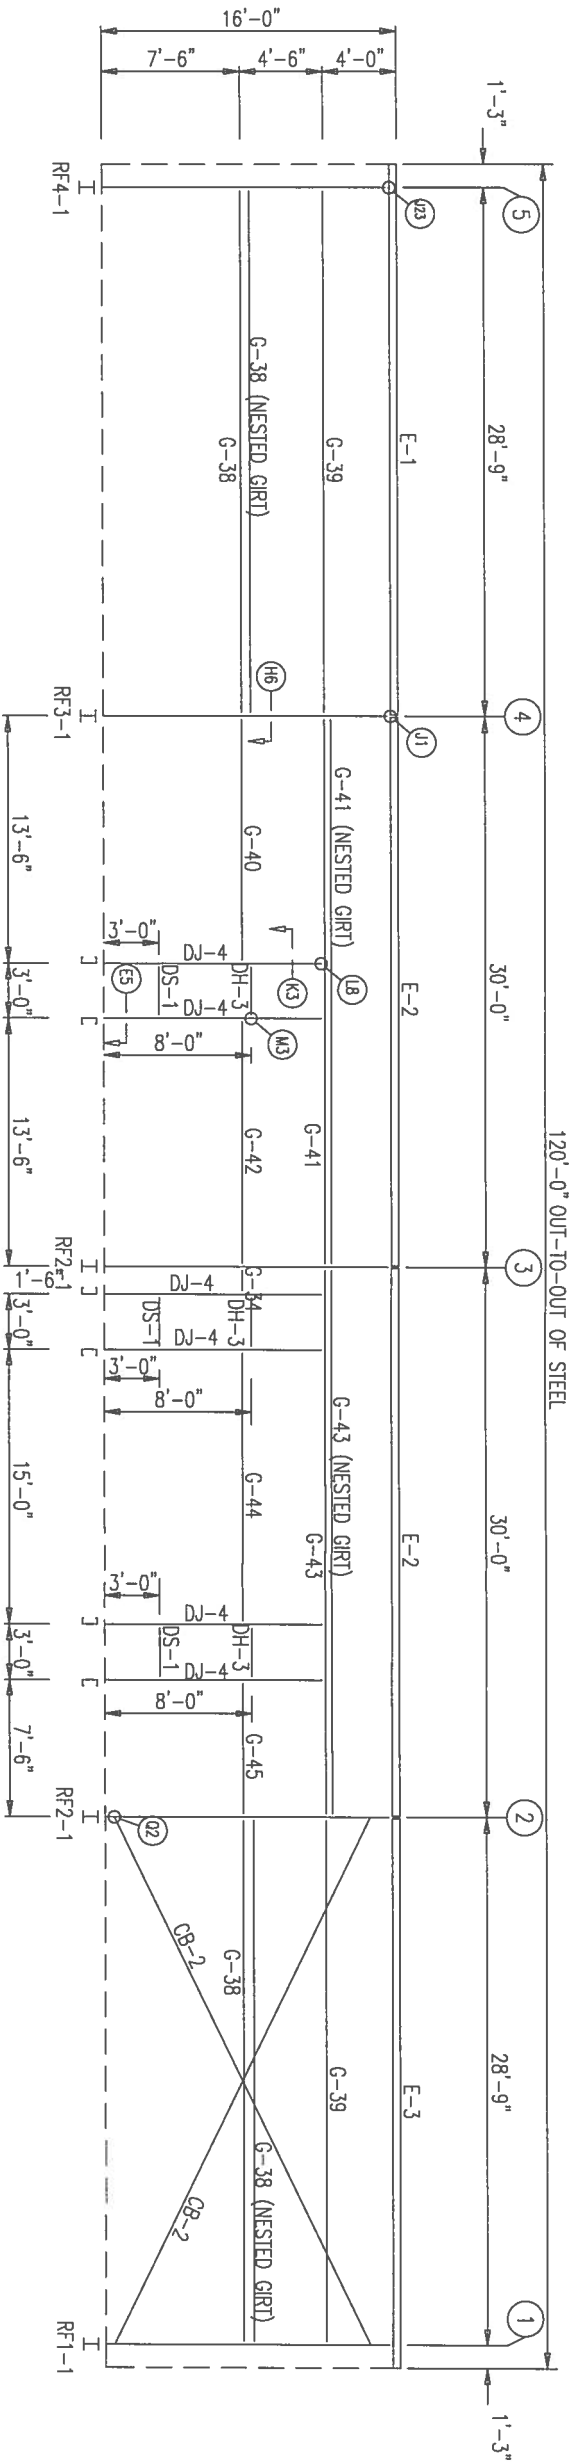 120'-0" OUT-TO-OUT OF STEEL
1'-3"
5
28'-9"
4
30'-0"
3
30'-0"
2
28'-9"
1
1'-3"
16'-0"
4'-0"
4'-6"
7'-6"
J23
J1
E-1
E-2
E-2
E-3
G-39
G-41 (NESTED GIRT)
G-41
G-43 (NESTED GIRT)
G-43
G-39
G-38 (NESTED GIRT)
G-38
H6
G-40
K3
L8
M3
G-42
G-34
G-44
G-45
G-38
G-38 (NESTED GIRT)
3'-0"
DJ-4
DH-3
DS-1
DJ-4
E5
8'-0"
DJ-4
DH-3
DS-1
DJ-4
3'-0"
8'-0"
3'-0"
DJ-4
DH-3
DS-1
DJ-4
8'-0"
Q2
CB-2
CB-2
RF4-1
RF3-1
RF2-1
RF2-1
RF1-1
13'-6"
3'-0"
13'-6"
1'-6"
3'-0"
15'-0"
3'-0"
7'-6"